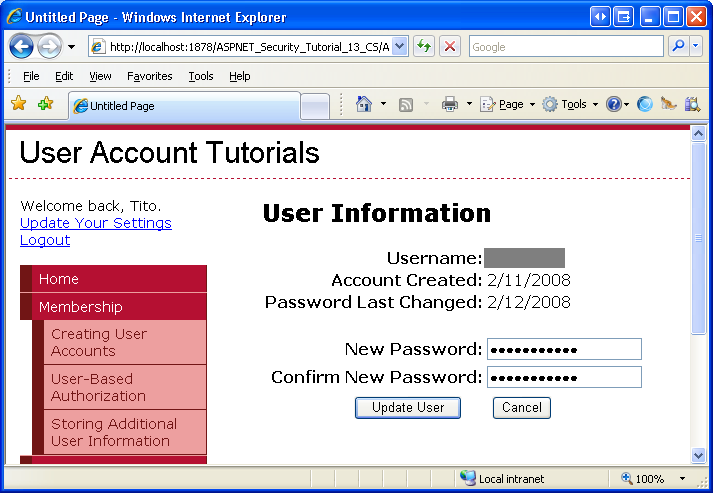 Untitled Page - Windows Internet Explorer
http://localhost:1878/ASPNET_Security_Tutorial_13_CS/A
Google
File Edit View Favorites Tools Help
Untitled Page
Page Tools
User Account Tutorials
Welcome back, Tito.
Update Your Settings
Logout
Home
Membership
Creating User
Accounts
User-Based
Authorization
Storing Additional
User Information
User Information
Username:
Account Created: 2/11/2008
Password Last Changed: 2/12/2008
New Password: •••••••••••
Confirm New Password: •••••••••••
Update User Cancel
Local intranet
100%